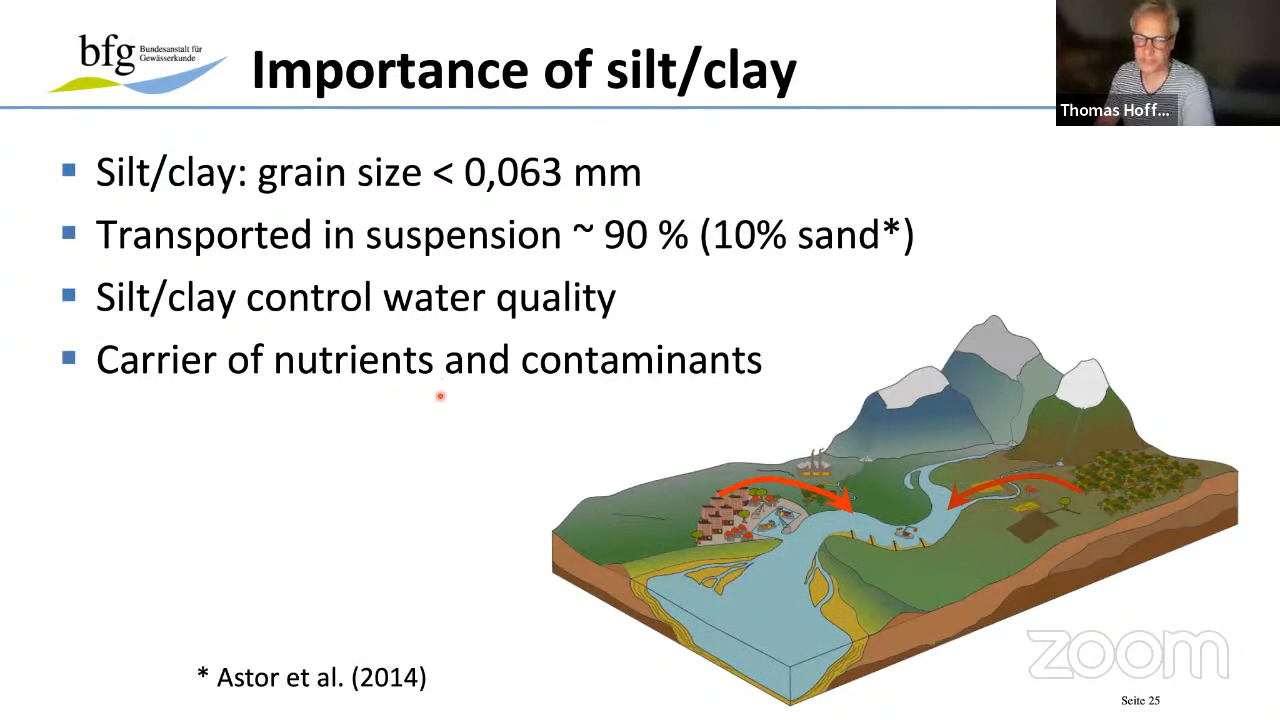 bfg Bundesanstalt für
Gewässerkunde
Importance of silt/clay
Thomas Hoff...
Silt/clay: grain size < 0,063 mm
Transported in suspension ~ 90 % (10% sand*)
Silt/clay control water quality
Carrier of nutrients and contaminants
* Astor et al. (2014)
zoom
Seite 25